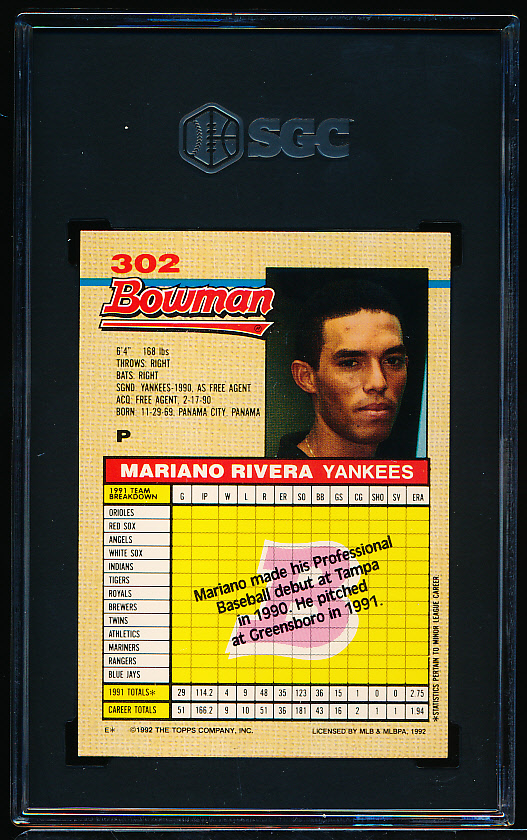 SGC
302
Bowman
®
6'4" 168 lbs
THROWS: RIGHT
BATS: RIGHT
SGND: YANKEES-1990, AS FREE AGENT
ACQ: FREE AGENT, 2-17-90
BORN: 11-29-69, PANAMA CITY, PANAMA
P
MARIANO RIVERA YANKEES
1991 TEAM BREAKDOWN G IP W L R ER SO BB GS CG SHO SV ERA
ORIOLES
RED SOX
ANGELS
WHITE SOX
INDIANS
TIGERS
ROYALS
BREWERS
TWINS
ATHLETICS
MARINERS
RANGERS
BLUE JAYS
Mariano made his Professional
Baseball debut at Tampa
in 1990. He pitched
at Greensboro in 1991.
B
1991 TOTALS* 29 114.2 4 9 48 35 123 36 15 1 0 0 2.75
CAREER TOTALS 51 166.2 9 10 51 36 181 43 16 2 1 1 1.94
*STATISTICS PERTAIN TO MINOR LEAGUE CAREER.
E* ©1992 THE TOPPS COMPANY, INC. LICENSED BY MLB & MLBPA, 1992